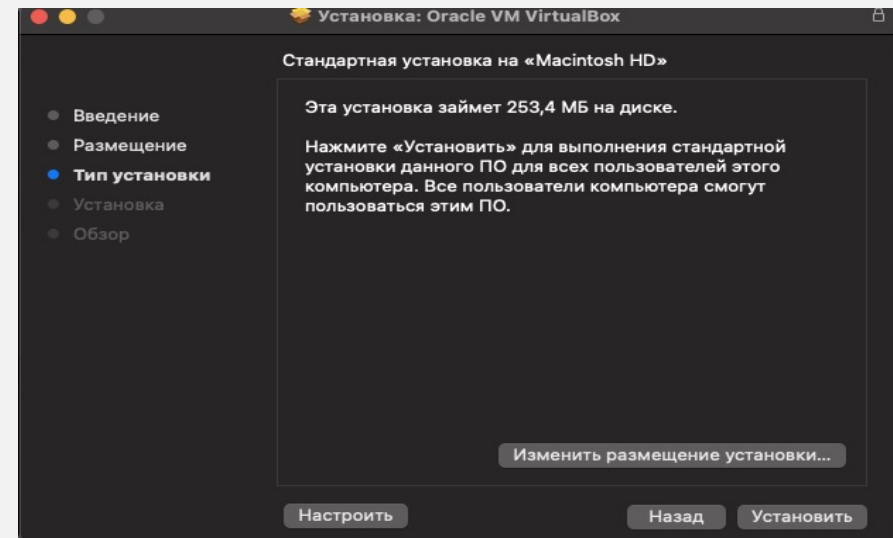 Установка: Oracle VM VirtualBox
Стандартная установка на «Macintosh HD»
Введение
Размещение
Тип установки
Установка
Обзор
Эта установка займет 253,4 МБ на диске.
Нажмите «Установить» для выполнения стандартной
установки данного ПО для всех пользователей этого
компьютера. Все пользователи компьютера смогут
пользоваться этим ПО.
Изменить размещение установки...
Настроить
Назад
Установить